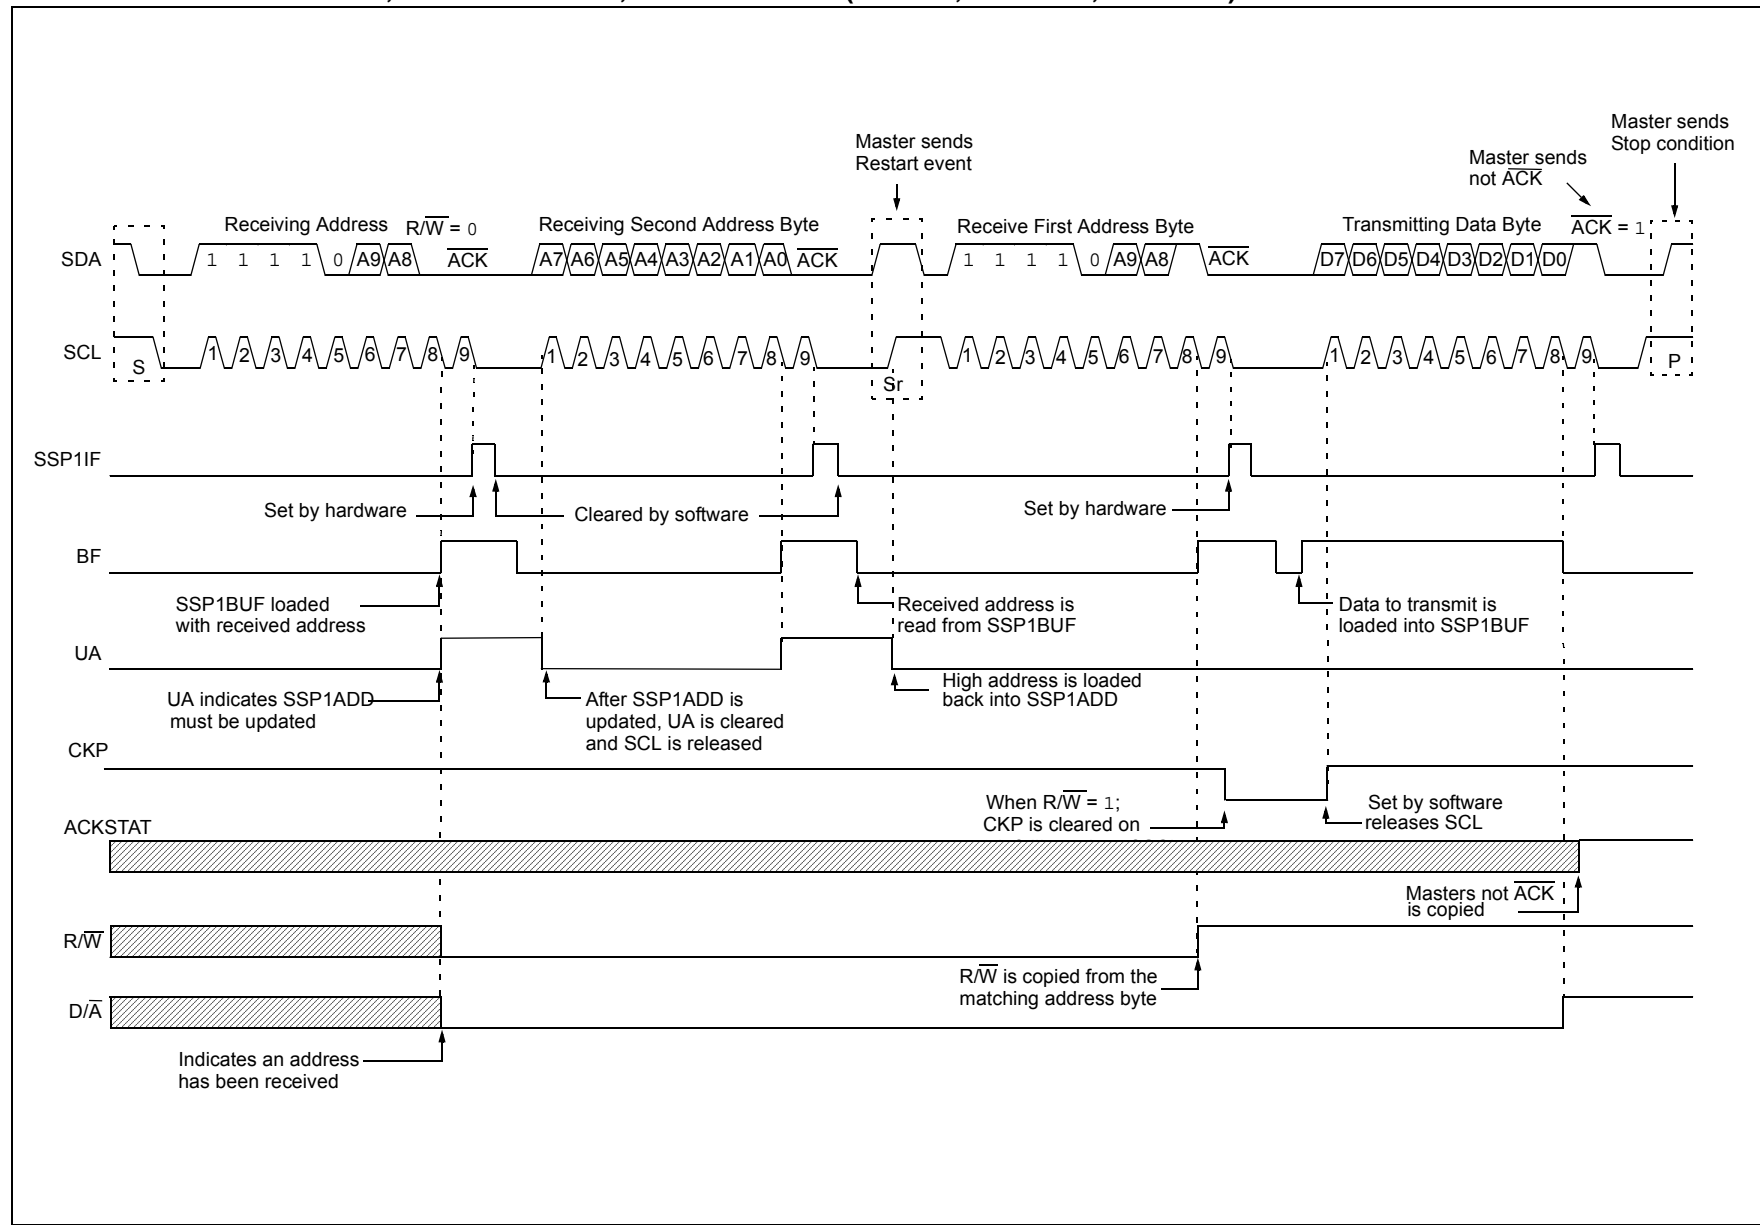 Master sends
Restart event
Master sends
not A̅C̅K̅
Master sends
Stop condition
Receiving Address R/W̅ = 0
Receiving Second Address Byte
Receive First Address Byte
Transmitting Data Byte
A̅C̅K̅ = 1
SDA
1 1 1 1 0 A9 A8 A̅C̅K̅
A7 A6 A5 A4 A3 A2 A1 A0 A̅C̅K̅
1 1 1 1 0 A9 A8 A̅C̅K̅
D7 D6 D5 D4 D3 D2 D1 D0
SCL
S
1 2 3 4 5 6 7 8 9
1 2 3 4 5 6 7 8 9
Sr
1 2 3 4 5 6 7 8 9
1 2 3 4 5 6 7 8 9
P
SSP1IF
Set by hardware
Cleared by software
Set by hardware
BF
SSP1BUF loaded
with received address
Received address is
read from SSP1BUF
Data to transmit is
loaded into SSP1BUF
UA
UA indicates SSP1ADD
must be updated
After SSP1ADD is
updated, UA is cleared
and SCL is released
High address is loaded
back into SSP1ADD
CKP
When R/W̅ = 1;
CKP is cleared on
Set by software
releases SCL
ACKSTAT
Masters not A̅C̅K̅
is copied
R/W̅
R/W̅ is copied from the
matching address byte
D/A̅
Indicates an address
has been received